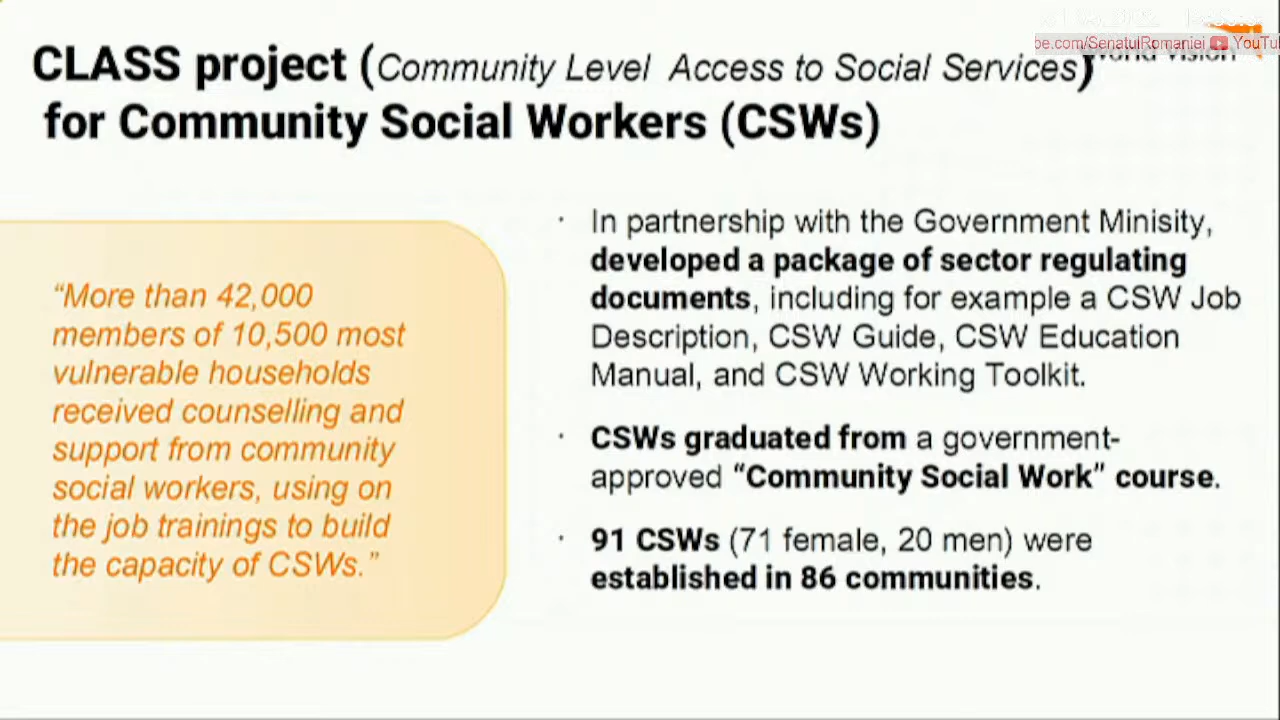 be.com/SenatulRomaniei YouTu
CLASS project (Community Level Access to Social Services)
for Community Social Workers (CSWs)
“More than 42,000
members of 10,500 most
vulnerable households
received counselling and
support from community
social workers, using on
the job trainings to build
the capacity of CSWs.”
· In partnership with the Government Minisity,
developed a package of sector regulating
documents, including for example a CSW Job
Description, CSW Guide, CSW Education
Manual, and CSW Working Toolkit.
· CSWs graduated from a government-
approved “Community Social Work” course.
· 91 CSWs (71 female, 20 men) were
established in 86 communities.